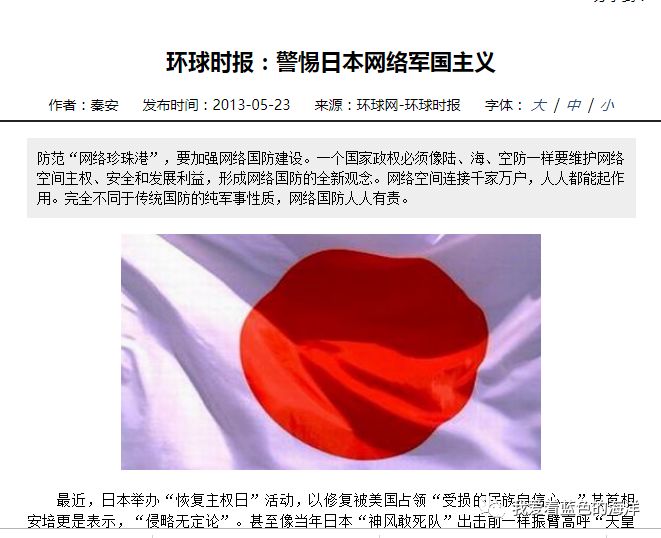 环球时报：警惕日本网络军国主义
作者：秦安 发布时间：2013-05-23 来源：环球网-环球时报 字体： 大 / 中 / 小
防范“网络珍珠港”，要加强网络国防建设。一个国家政权必须像陆、海、空防一样要维护网络
空间主权、安全和发展利益，形成网络国防的全新观念。网络空间连接千家万户，人人都能起作
用。完全不同于传统国防的纯军事性质，网络国防人人有责。
最近，日本举办“恢复主权日”活动，以修复被美国占领“受损的民族自信心。”某首相
安培更是表示，“侵略无定论”。甚至像当年日本“神风敢死队”出击前一样振臂高呼“天皇
我爱着蓝色的海洋